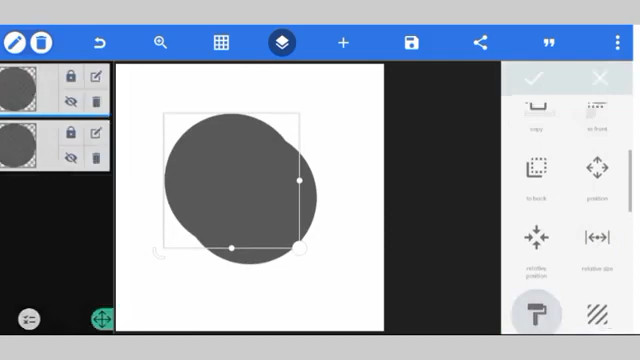 copy
to front
to back
position
relative
position
relative size